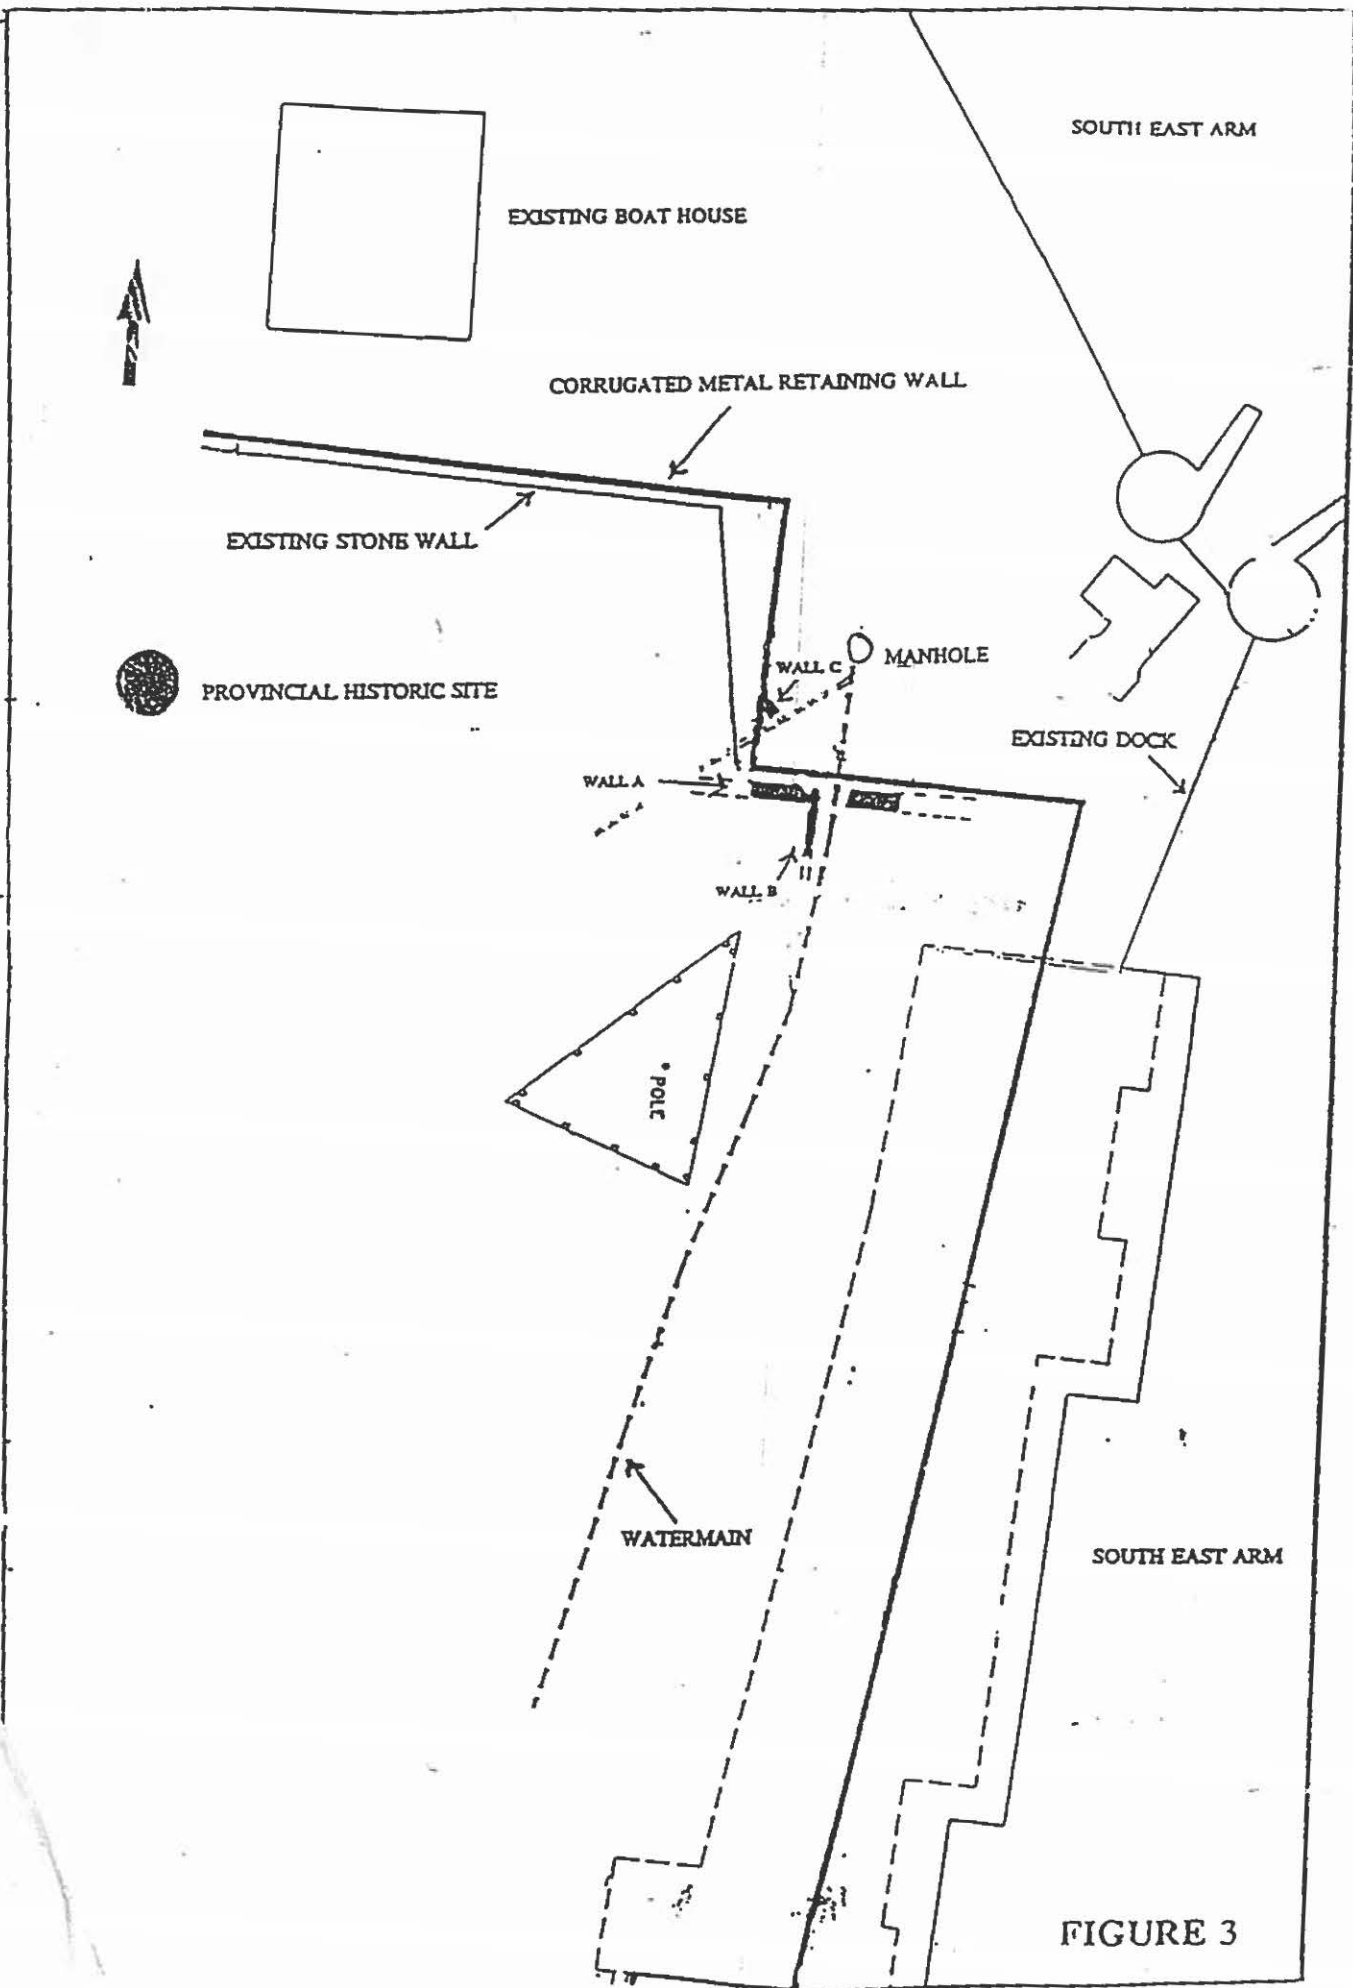 SOUTH EAST ARM
EXISTING BOAT HOUSE
CORRUGATED METAL RETAINING WALL
EXISTING STONE WALL
MANHOLE
WALL C
PROVINCIAL HISTORIC SITE
EXISTING DOCK
WALL A
WALL B
POLE
WATERMAIN
SOUTH EAST ARM
FIGURE 3